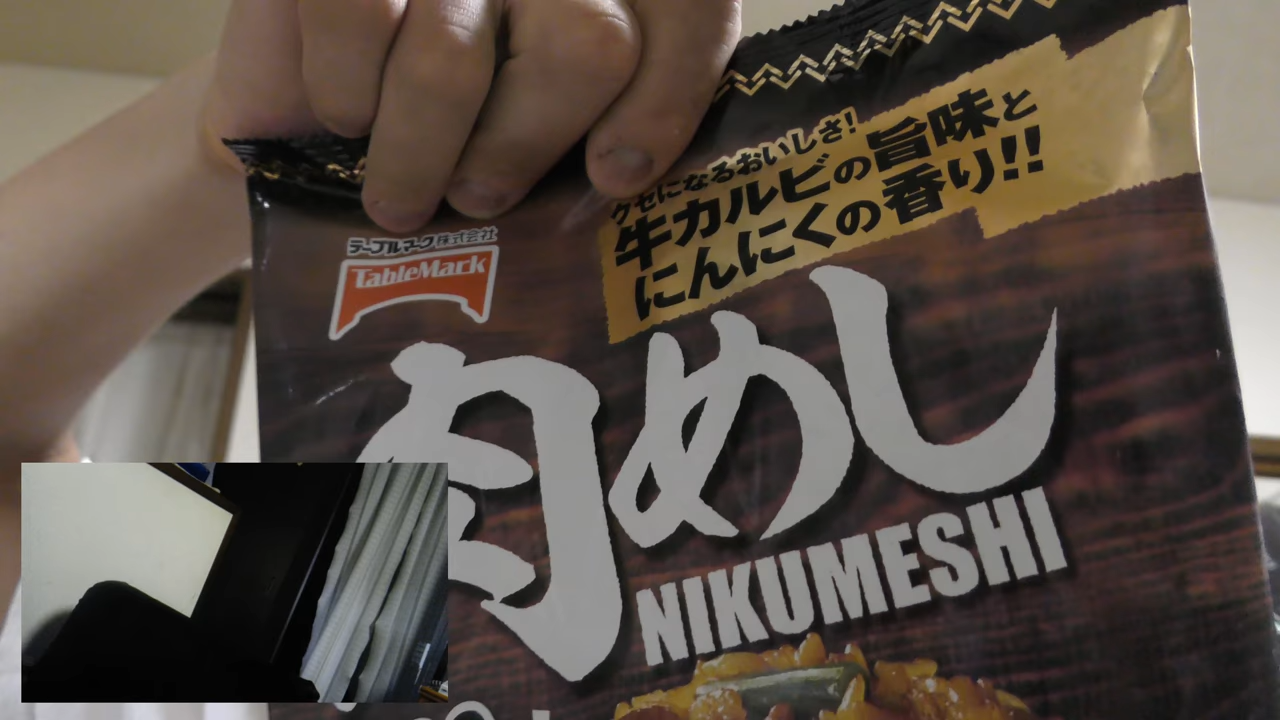 クセになるおいしさ!
牛カルビの旨味と
にんにくの香り!!
テーブルマーク株式会社
TableMark
肉めし
NIKUMESHI